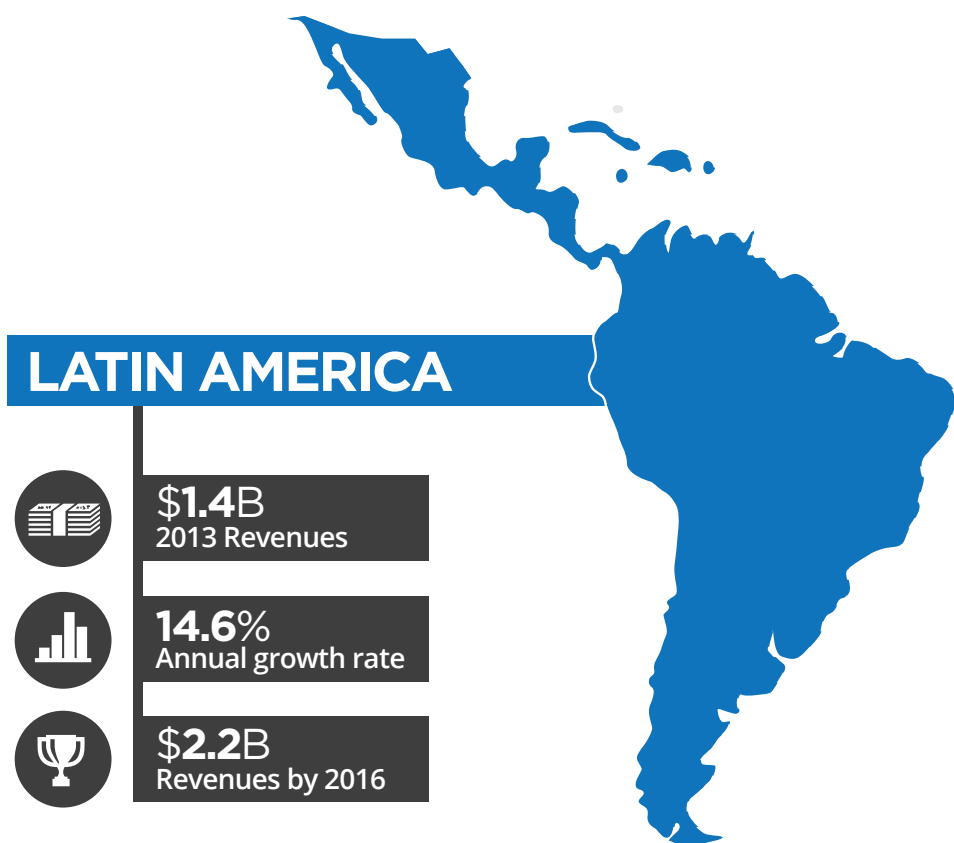 LATIN AMERICA
$1.4B
2013 Revenues
14.6%
Annual growth rate
$2.2B
Revenues by 2016